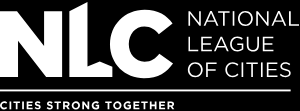 NLC
NATIONAL
LEAGUE
OF CITIES
CITIES STRONG TOGETHER